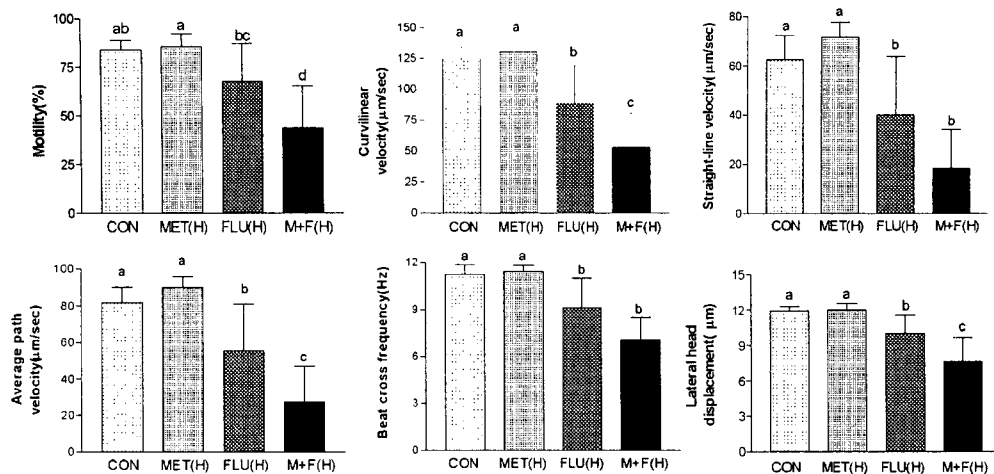 Motility(%)
100
75
50
25
0
ab
a
bc
d
CON MET(H) FLU(H) M+F(H)
Curvilinear
velocity(μm/sec)
150
125
100
75
50
25
0
a
a
b
c
CON MET(H) FLU(H) M+F(H)
Straight-line velocity(μm/sec)
80
60
40
20
0
a
a
b
b
CON MET(H) FLU(H) M+F(H)
Average path
velocity(μm/sec)
100
80
60
40
20
0
a
a
b
c
CON MET(H) FLU(H) M+F(H)
Beat cross frequency(Hz)
12
9
6
3
0
a
a
b
b
CON MET(H) FLU(H) M+F(H)
Lateral head
displacement( μm)
15
12
9
6
3
0
a
a
b
c
CON MET(H) FLU(H) M+F(H)